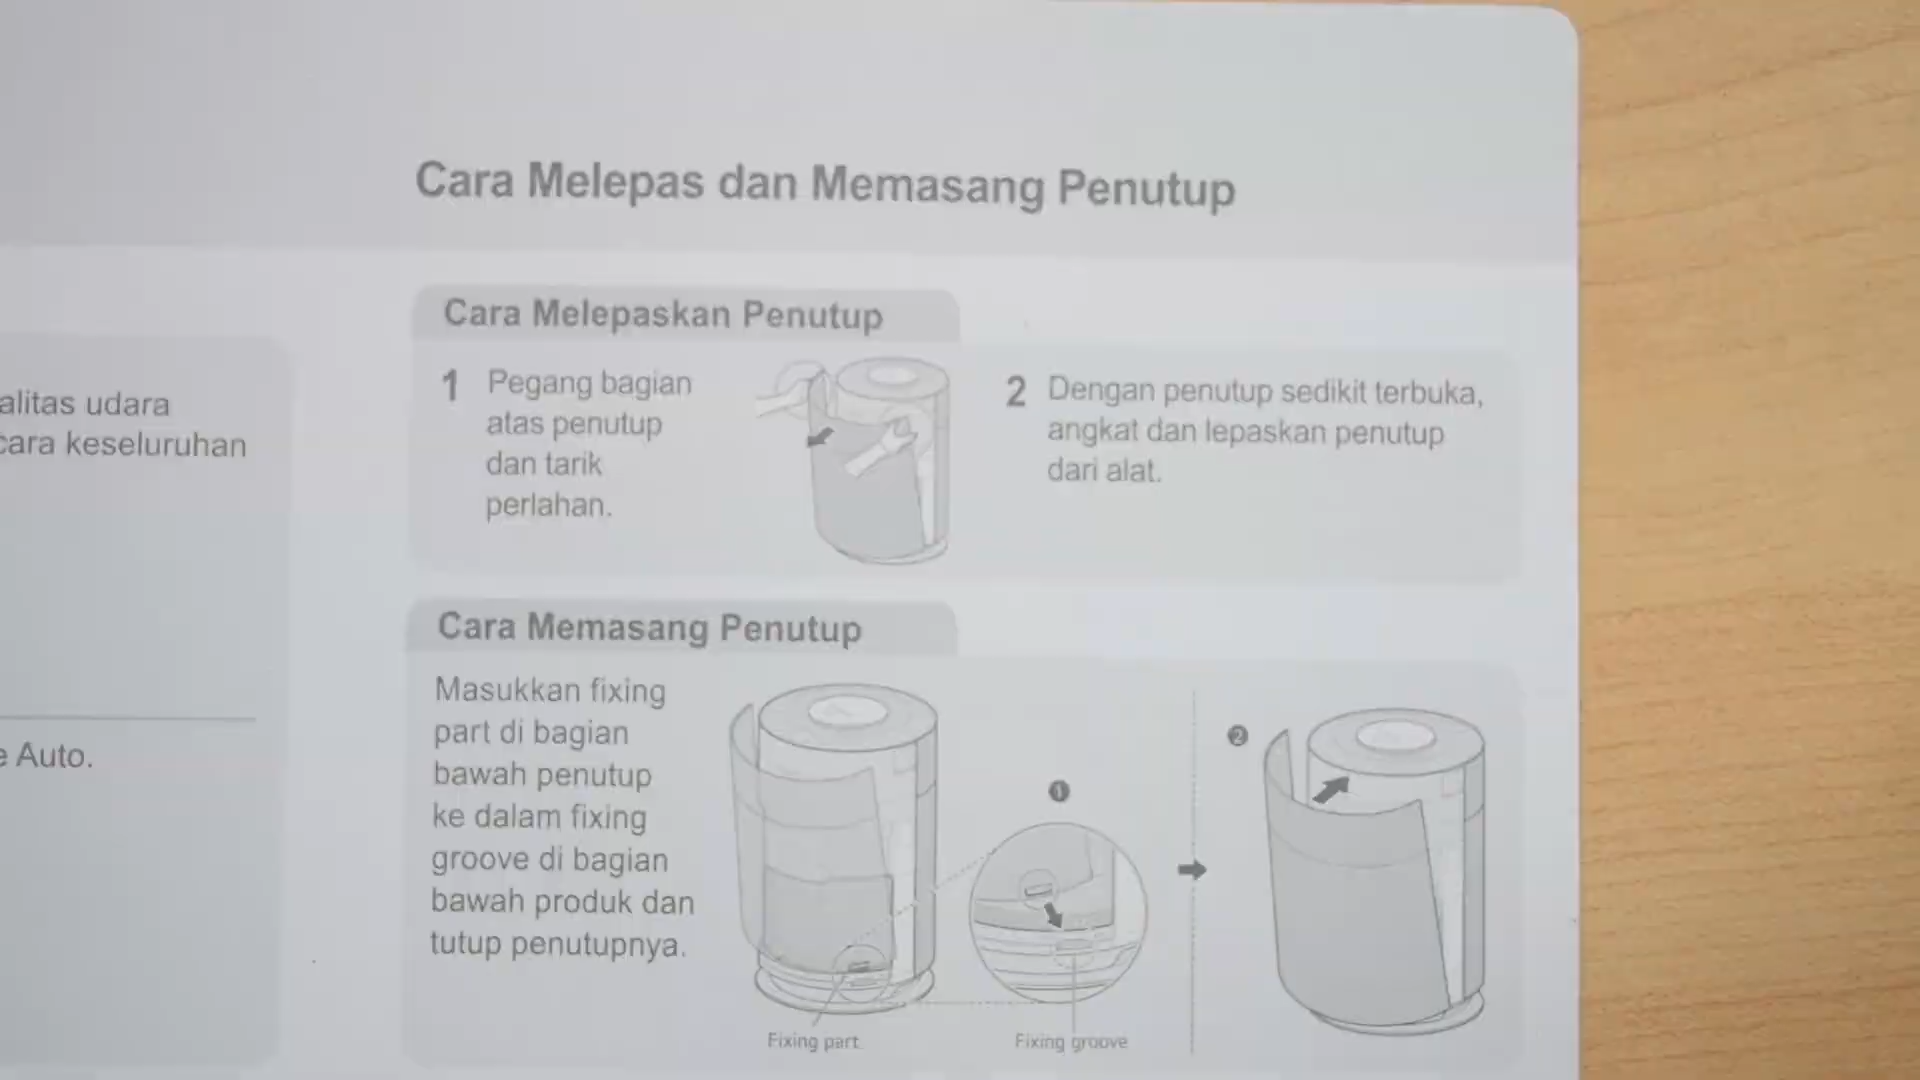 Cara Melepas dan Memasang Penutup
alitas udara
cara keseluruhan
e Auto.
Cara Melepaskan Penutup
1 Pegang bagian
atas penutup
dan tarik
perlahan.
2 Dengan penutup sedikit terbuka,
angkat dan lepaskan penutup
dari alat.
Cara Memasang Penutup
Masukkan fixing
part di bagian
bawah penutup
ke dalam fixing
groove di bagian
bawah produk dan
tutup penutupnya.
1
2
Fixing part
Fixing groove